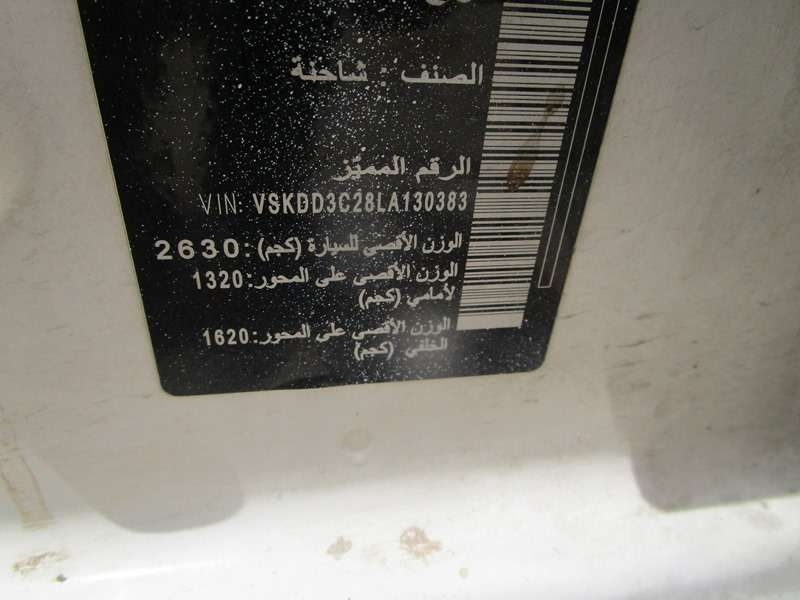 الصنف : شاحنة
الرقم المميّز
VIN: VSKDD3C28LA130383
الوزن الأقصى للسيارة (كجم): 2630
الوزن الأقصى على المحور: 1320
لأمامي (كجم)
الوزن الأقصى على المحور: 1620
الخلفي (كجم)